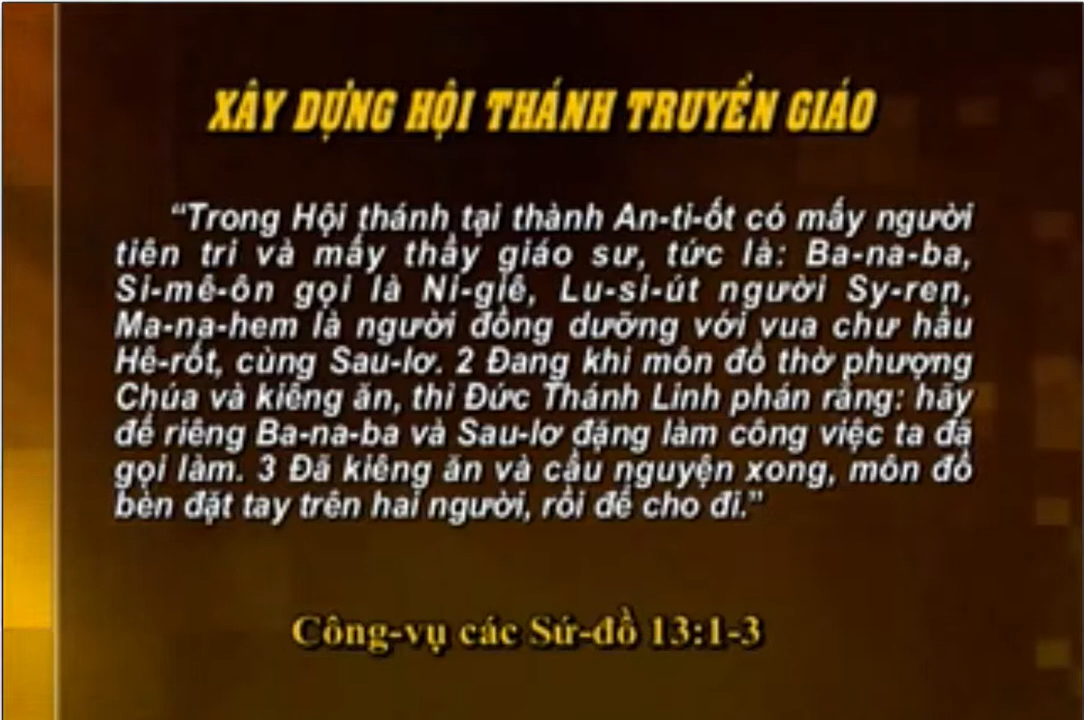 XÂY DỰNG HỘI THÁNH TRUYỀN GIÁO
“Trong Hội thánh tại thành An-ti-ốt có mấy người
tiên tri và mấy thầy giáo sư, tức là: Ba-na-ba,
Si-mê-ôn gọi là Ni-giê, Lu-si-út người Sy-ren,
Ma-na-hem là người đồng dưỡng với vua chư hầu
Hê-rốt, cùng Sau-lơ. 2 Đang khi môn đồ thờ phượng
Chúa và kiêng ăn, thì Đức Thánh Linh phán rằng: hãy
để riêng Ba-na-ba và Sau-lơ đặng làm công việc ta đã
gọi làm. 3 Đã kiêng ăn và cầu nguyện xong, môn đồ
bèn đặt tay trên hai người, rồi để cho đi.”
Công-vụ các Sứ-đồ 13:1-3